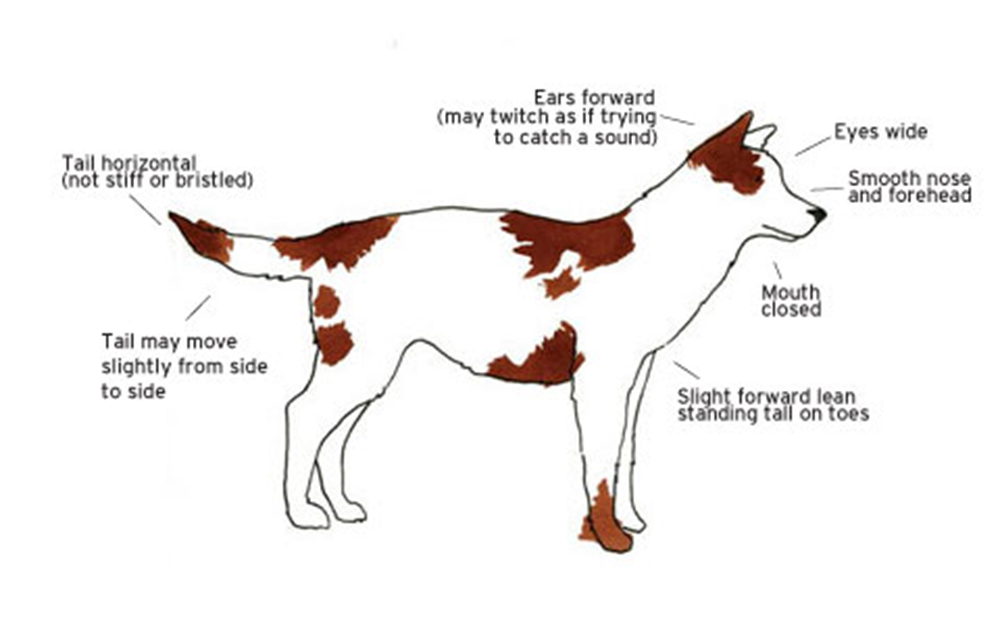 Ears forward
(may twitch as if trying
to catch a sound)
Eyes wide
Tail horizontal
(not stiff or bristled)
Smooth nose
and forehead
Mouth
closed
Tail may move
slightly from side
to side
Slight forward lean
standing tall on toes